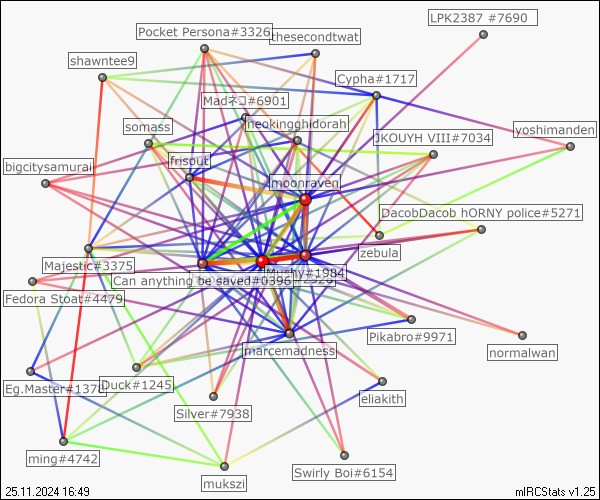 LPK2387 #7690
Pocket Persona#3326
thesecondtwat
shawntee9
Cypha#1717
Madネコ#6901
somass
heokingghidorah
yoshimanden
JKOUYH VIII#7034
frisout
bigcitysamurai
moonraven
DacobDacob hORNY police#5271
zebula
Majestic#3375
Mushy#1984
Can anything be saved#0396
Fedora Stoat#4479
Pikabro#9971
marcemadness
normalwan
Duck#1245
Eg.Master#1378
eliakith
Silver#7938
ming#4742
Swirly Boi#6154
mukszi
25.11.2024 16:49
mIRCStats v1.25